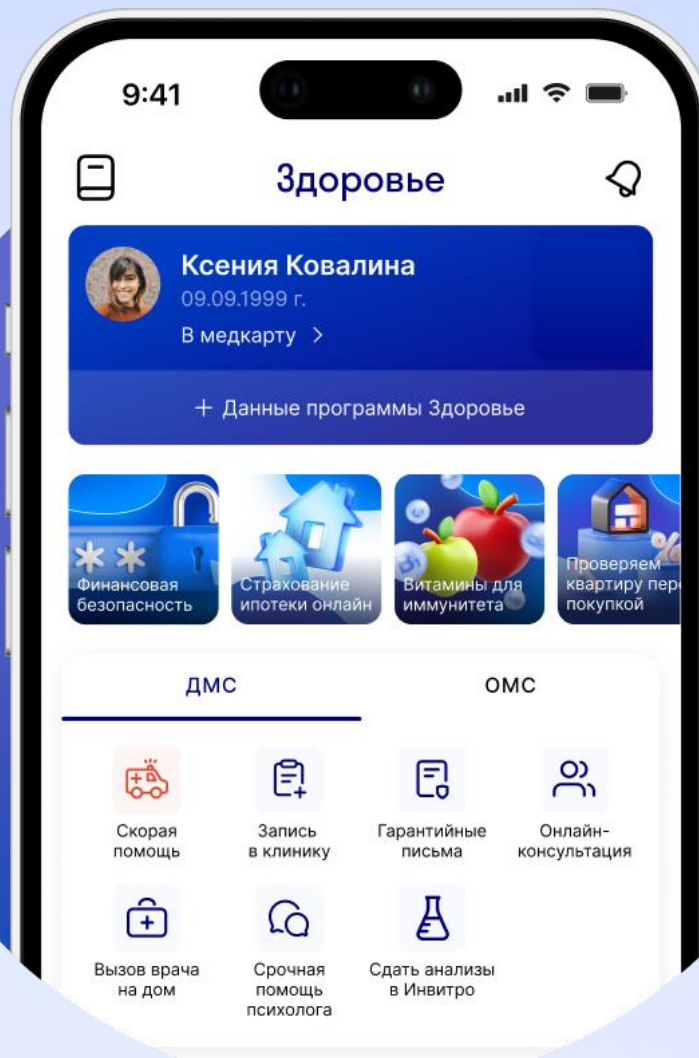 9:41
Здоровье
Ксения Ковалина
09.09.1999 г.
В медкарту >
+ Данные программы Здоровье
Финансовая
безопасность
Страхование
ипотеки онлайн
Витамины для
иммунитета
Проверяем
квартиру пере
покупкой
ДМС
ОМС
Скорая
помощь
Запись
в клинику
Гарантийные
письма
Онлайн-
консультация
Вызов врача
на дом
Срочная
помощь
психолога
Сдать анализы
в Инвитро